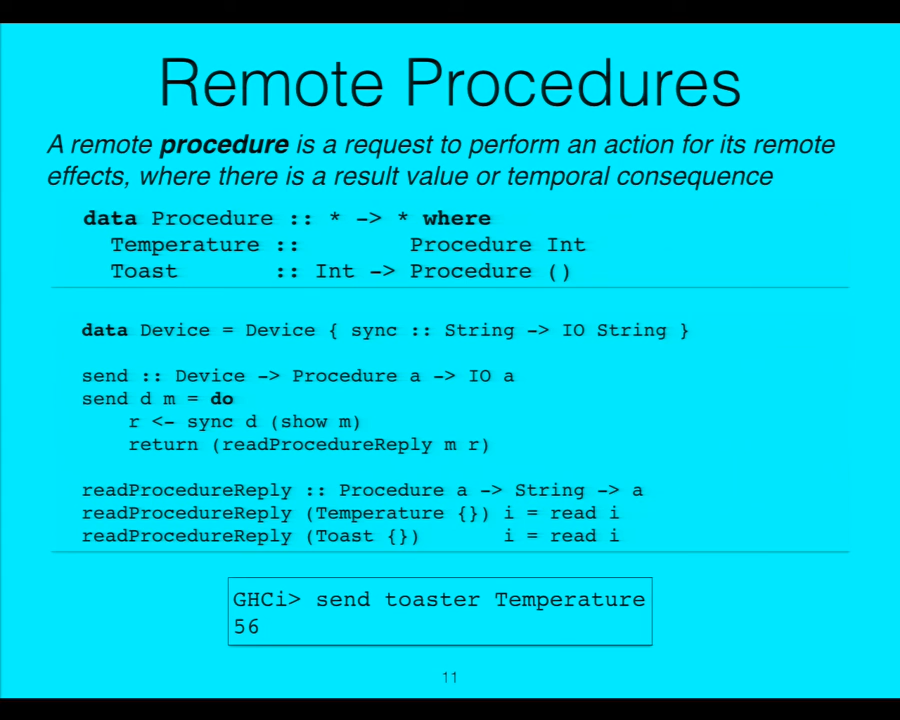 Remote Procedures
A remote procedure is a request to perform an action for its remote
effects, where there is a result value or temporal consequence
data Procedure :: * -> * where
  Temperature ::        Procedure Int
  Toast       :: Int -> Procedure ()
data Device = Device { sync :: String -> IO String }
send :: Device -> Procedure a -> IO a
send d m = do
    r <- sync d (show m)
    return (readProcedureReply m r)
readProcedureReply :: Procedure a -> String -> a
readProcedureReply (Temperature {}) i = read i
readProcedureReply (Toast {})       i = read i
GHCi> send toaster Temperature
56
11